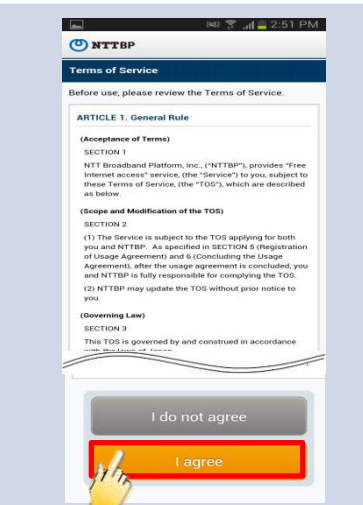 2:51 PM
NTTBP
Terms of Service
Before use, please review the Terms of Service.
ARTICLE 1. General Rule
(Acceptance of Terms)
SECTION 1
NTT Broadband Platform, Inc., ("NTTBP"), provides "Free
Internet access" service, (the "Service") to you, subject to
these Terms of Service, (the "TOS"), which are described
as below.
(Scope and Modification of the TOS)
SECTION 2
(1) The Service is subject to the TOS applying for both
you and NTTBP. As specified in SECTION 5 (Registration
of Usage Agreement) and 6 (Concluding the Usage
Agreement), after the usage agreement is concluded, you
and NTTBP is fully responsible for complying the TOS.
(2) NTTBP may update the TOS without prior notice to
you.
(Governing Law)
SECTION 3
This TOS is governed by and construed in accordance
with the laws of Japan
I do not agree
I agree